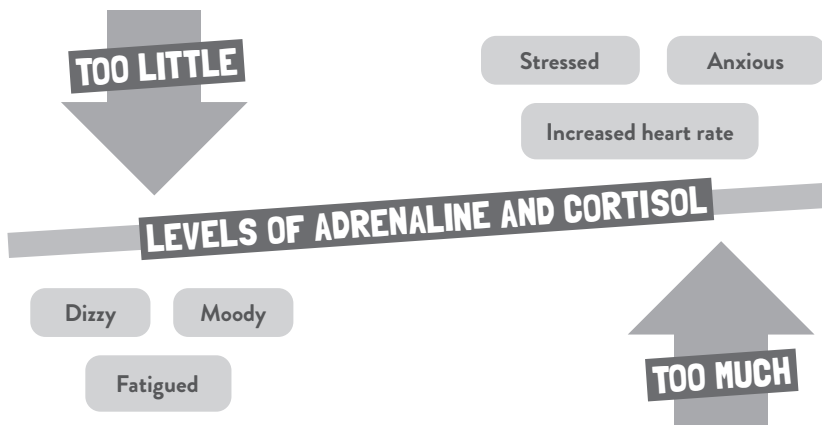 TOO LITTLE
Stressed
Anxious
Increased heart rate
LEVELS OF ADRENALINE AND CORTISOL
Dizzy
Moody
Fatigued
TOO MUCH